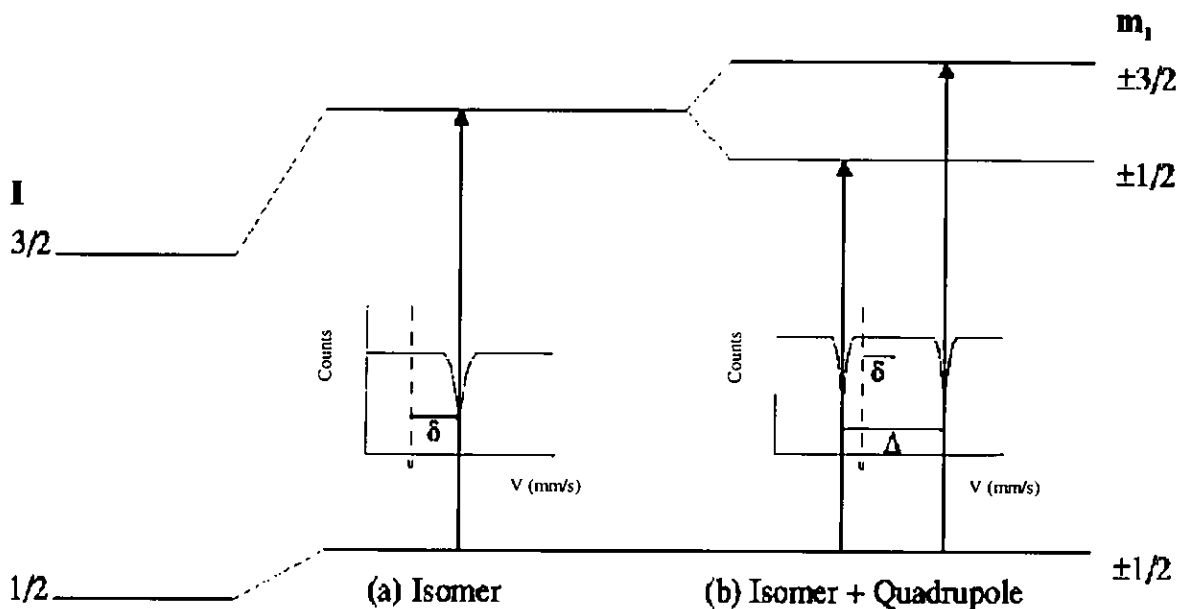 m_I
±3/2
±1/2
I
3/2
Counts
δ
V (mm/s)
Counts
δ
Δ
V (mm/s)
1/2
(a) Isomer
(b) Isomer + Quadrupole
±1/2